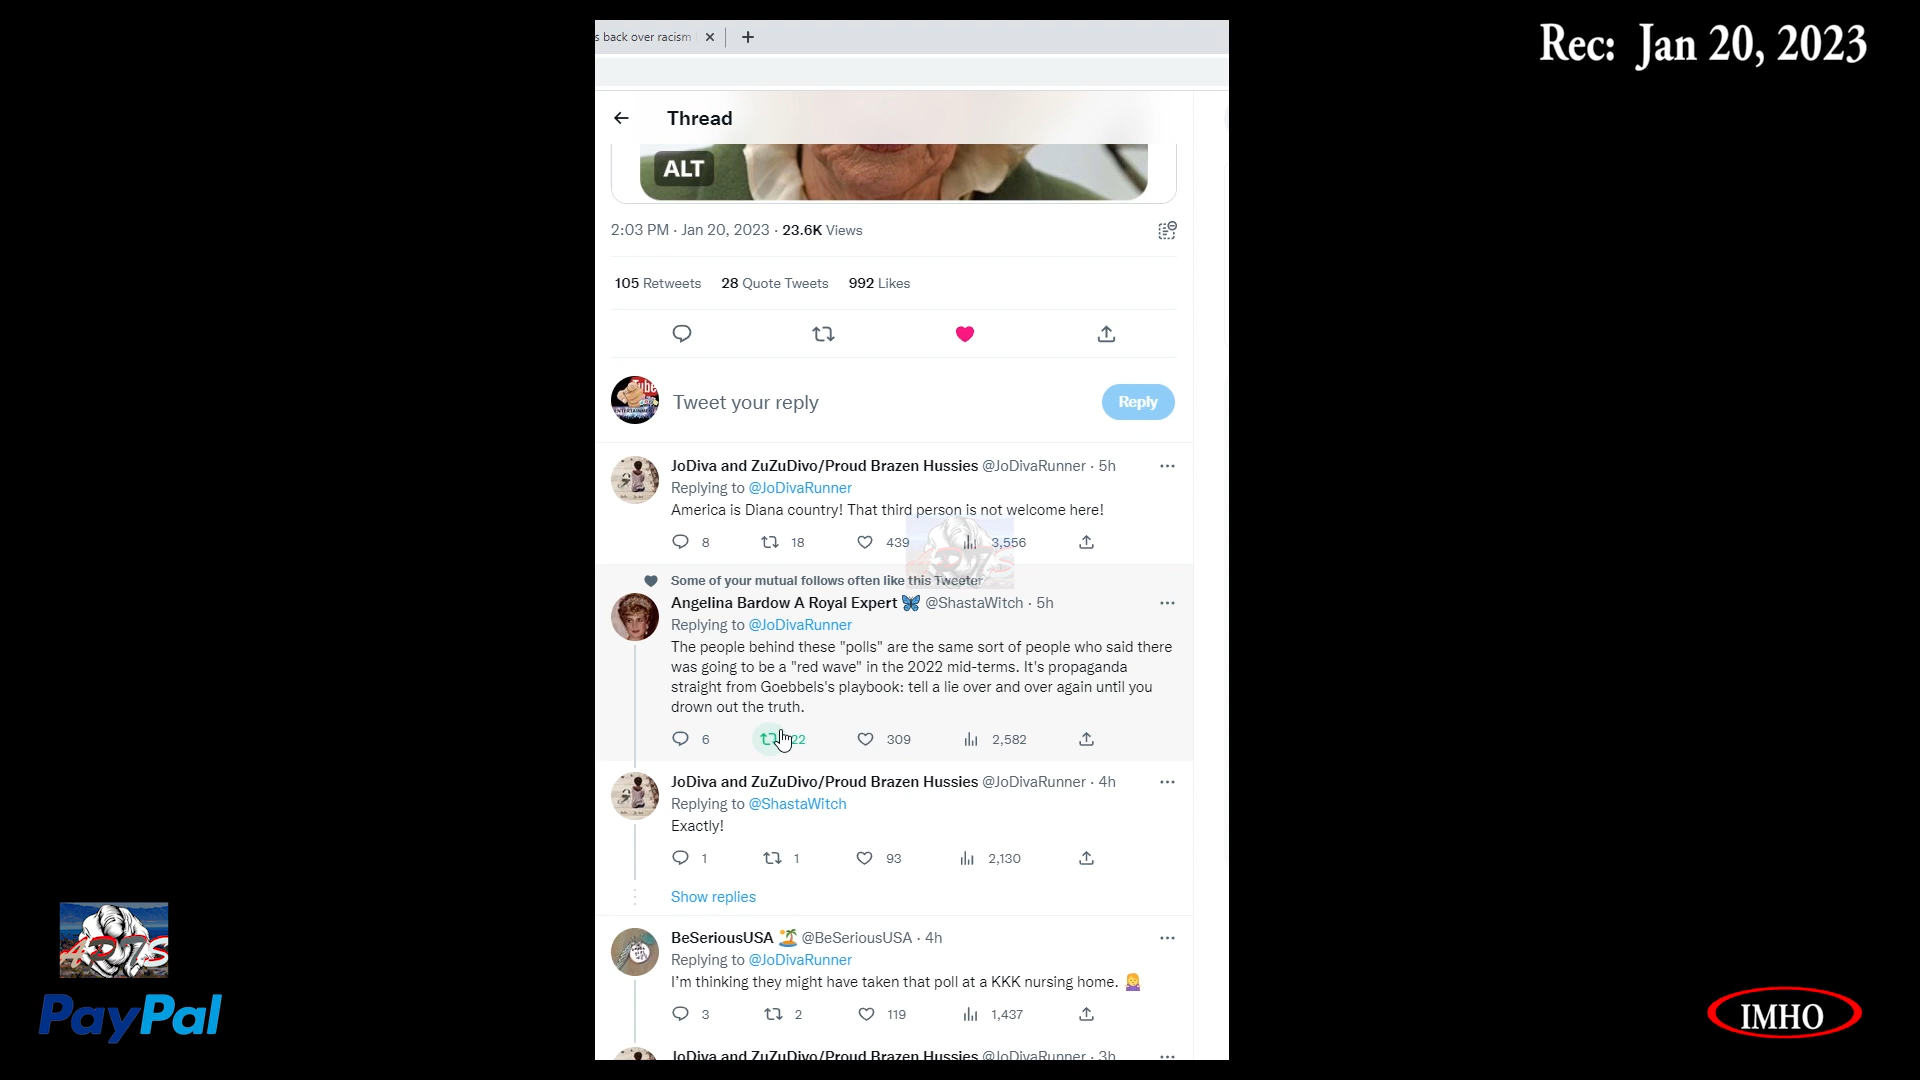 Rec: Jan 20, 2023
s back over racism
Thread
ALT
2:03 PM · Jan 20, 2023 · 23.6K Views
105 Retweets 28 Quote Tweets 992 Likes
Tweet your reply
Reply
JoDiva and ZuZuDivo/Proud Brazen Hussies @JoDivaRunner · 5h
Replying to @JoDivaRunner
America is Diana country! That third person is not welcome here!
8 18 439 3,556
Some of your mutual follows often like this Tweeter
Angelina Bardow A Royal Expert 🦋 @ShastaWitch · 5h
Replying to @JoDivaRunner
The people behind these "polls" are the same sort of people who said there
was going to be a "red wave" in the 2022 mid-terms. It's propaganda
straight from Goebbels's playbook: tell a lie over and over again until you
drown out the truth.
6 22 309 2,582
JoDiva and ZuZuDivo/Proud Brazen Hussies @JoDivaRunner · 4h
Replying to @ShastaWitch
Exactly!
1 1 93 2,130
Show replies
BeSeriousUSA 🏝️ @BeSeriousUSA · 4h
Replying to @JoDivaRunner
I'm thinking they might have taken that poll at a KKK nursing home. 🤷‍♀️
3 2 119 1,437
JoDiva and ZuZuDivo/Proud Brazen Hussies @JoDivaRunner · 3h
PayPal
IMHO